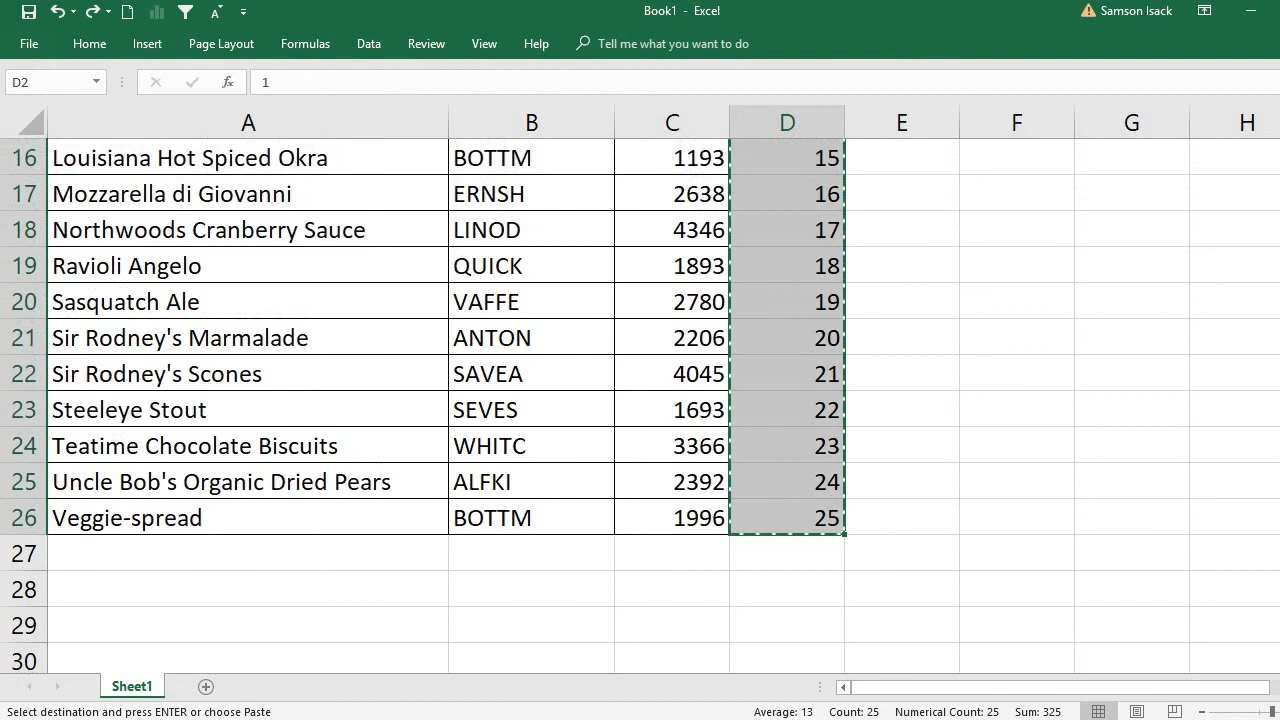 Book1 - Excel
Samson Isack
File Home Insert Page Layout Formulas Data Review View Help Tell me what you want to do
D2 fx 1
A B C D E F G H
16 Louisiana Hot Spiced Okra BOTTM 1193 15
17 Mozzarella di Giovanni ERNSH 2638 16
18 Northwoods Cranberry Sauce LINOD 4346 17
19 Ravioli Angelo QUICK 1893 18
20 Sasquatch Ale VAFFE 2780 19
21 Sir Rodney's Marmalade ANTON 2206 20
22 Sir Rodney's Scones SAVEA 4045 21
23 Steeleye Stout SEVES 1693 22
24 Teatime Chocolate Biscuits WHITC 3366 23
25 Uncle Bob's Organic Dried Pears ALFKI 2392 24
26 Veggie-spread BOTTM 1996 25
27
28
29
30
Sheet1
Select destination and press ENTER or choose Paste Average: 13 Count: 25 Numerical Count: 25 Sum: 325